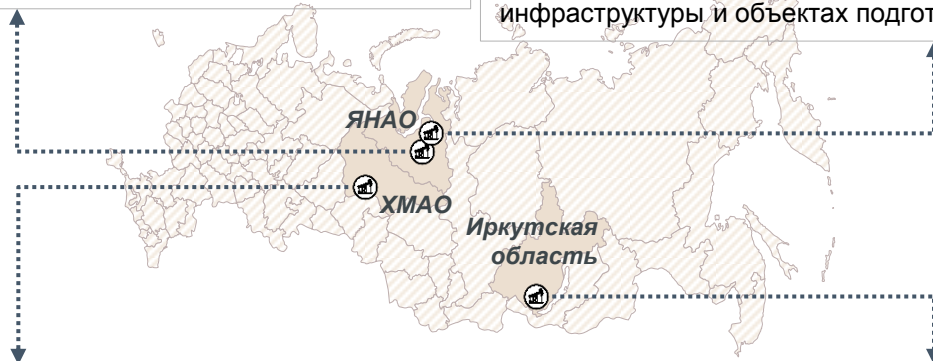 инфраструктуры и объектах подгот
ЯНАО
ХМАО
Иркутская
область